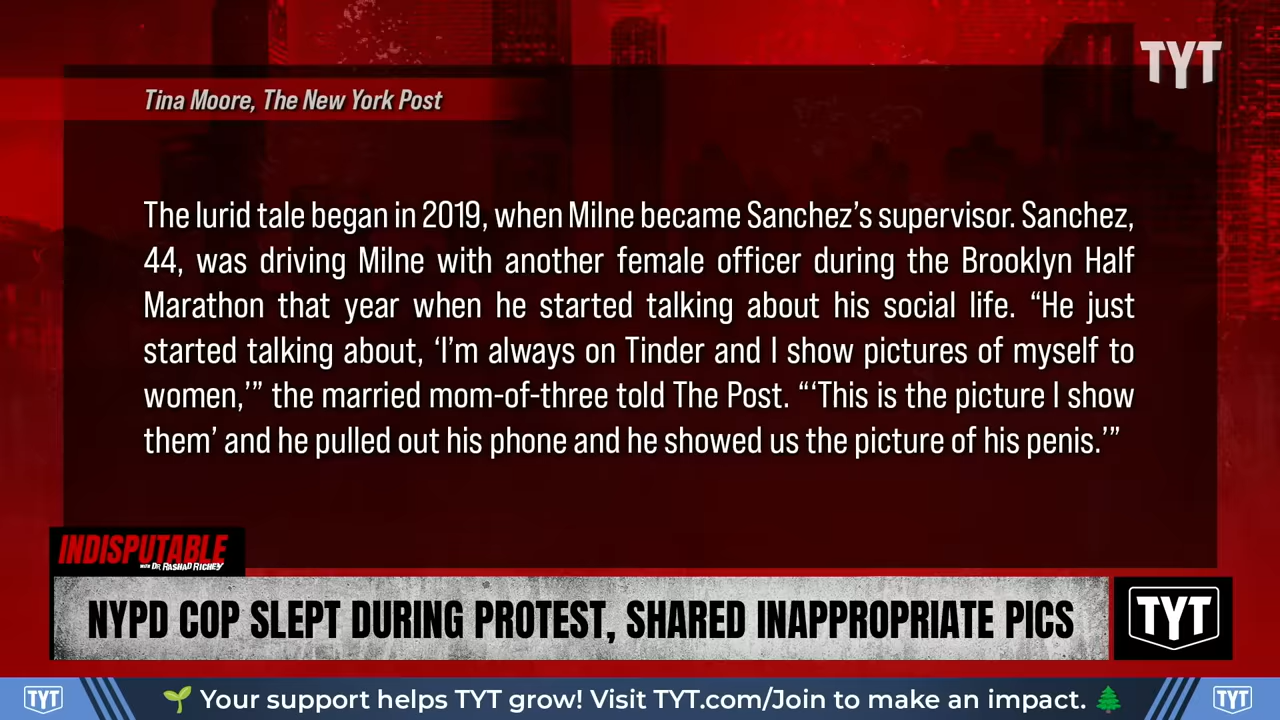 TYT
Tina Moore, The New York Post
The lurid tale began in 2019, when Milne became Sanchez’s supervisor. Sanchez,
44, was driving Milne with another female officer during the Brooklyn Half
Marathon that year when he started talking about his social life. “He just
started talking about, ‘I’m always on Tinder and I show pictures of myself to
women,’” the married mom-of-three told The Post. “‘This is the picture I show
them’ and he pulled out his phone and he showed us the picture of his penis.’”
INDISPUTABLE
WITH DR. RASHAD RICHEY
NYPD COP SLEPT DURING PROTEST, SHARED INAPPROPRIATE PICS
TYT
TYT
🌱 Your support helps TYT grow! Visit TYT.com/Join to make an impact. 🌲
TYT